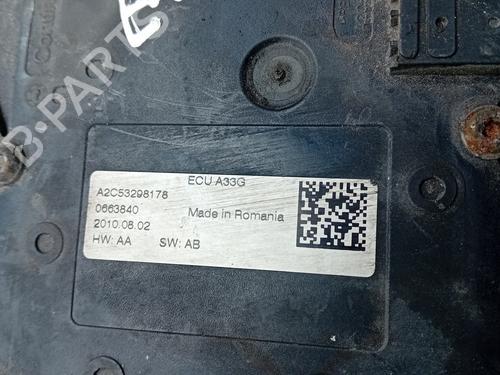 B-PARTS
ECU A33G
A2C53298178
0663840
Made in Romania
2010.08.02
HW: AA SW: AB